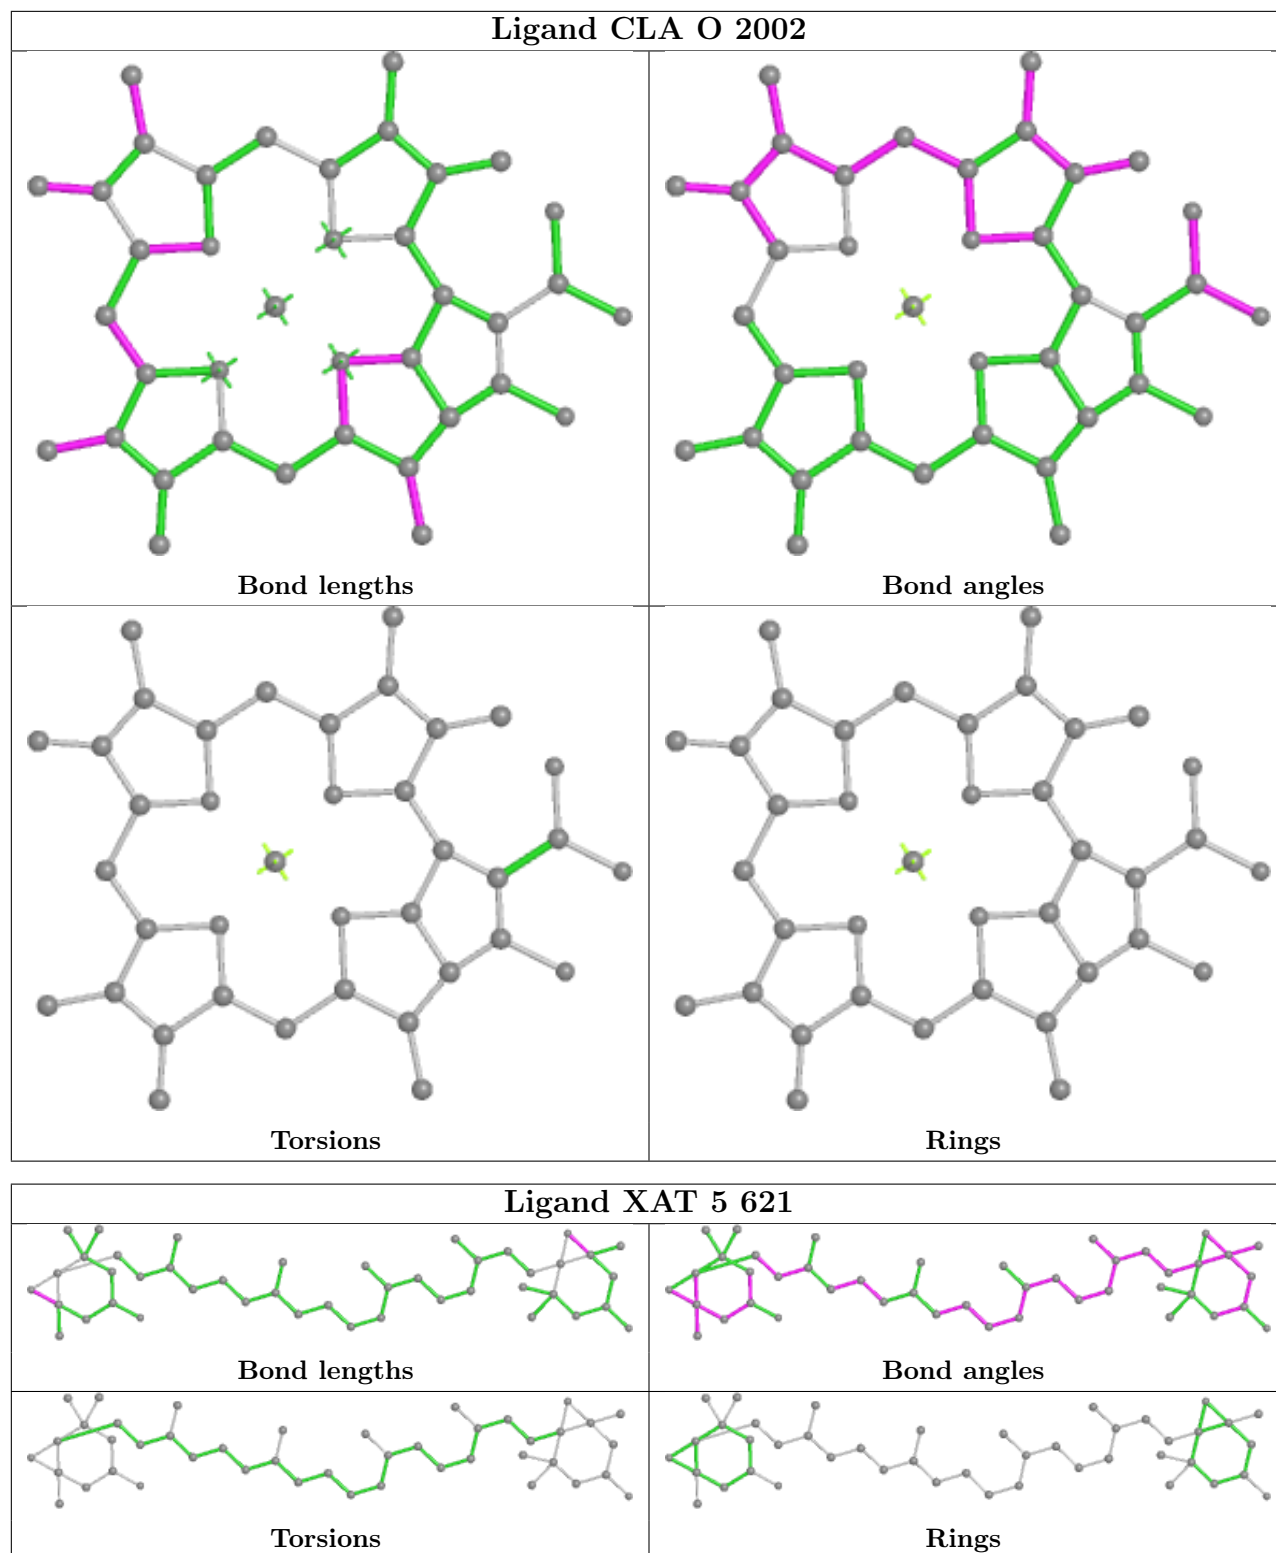 Ligand CLA O 2002
Bond lengths
Bond angles
Torsions
Rings
Ligand XAT 5 621
Bond lengths
Bond angles
Torsions
Rings